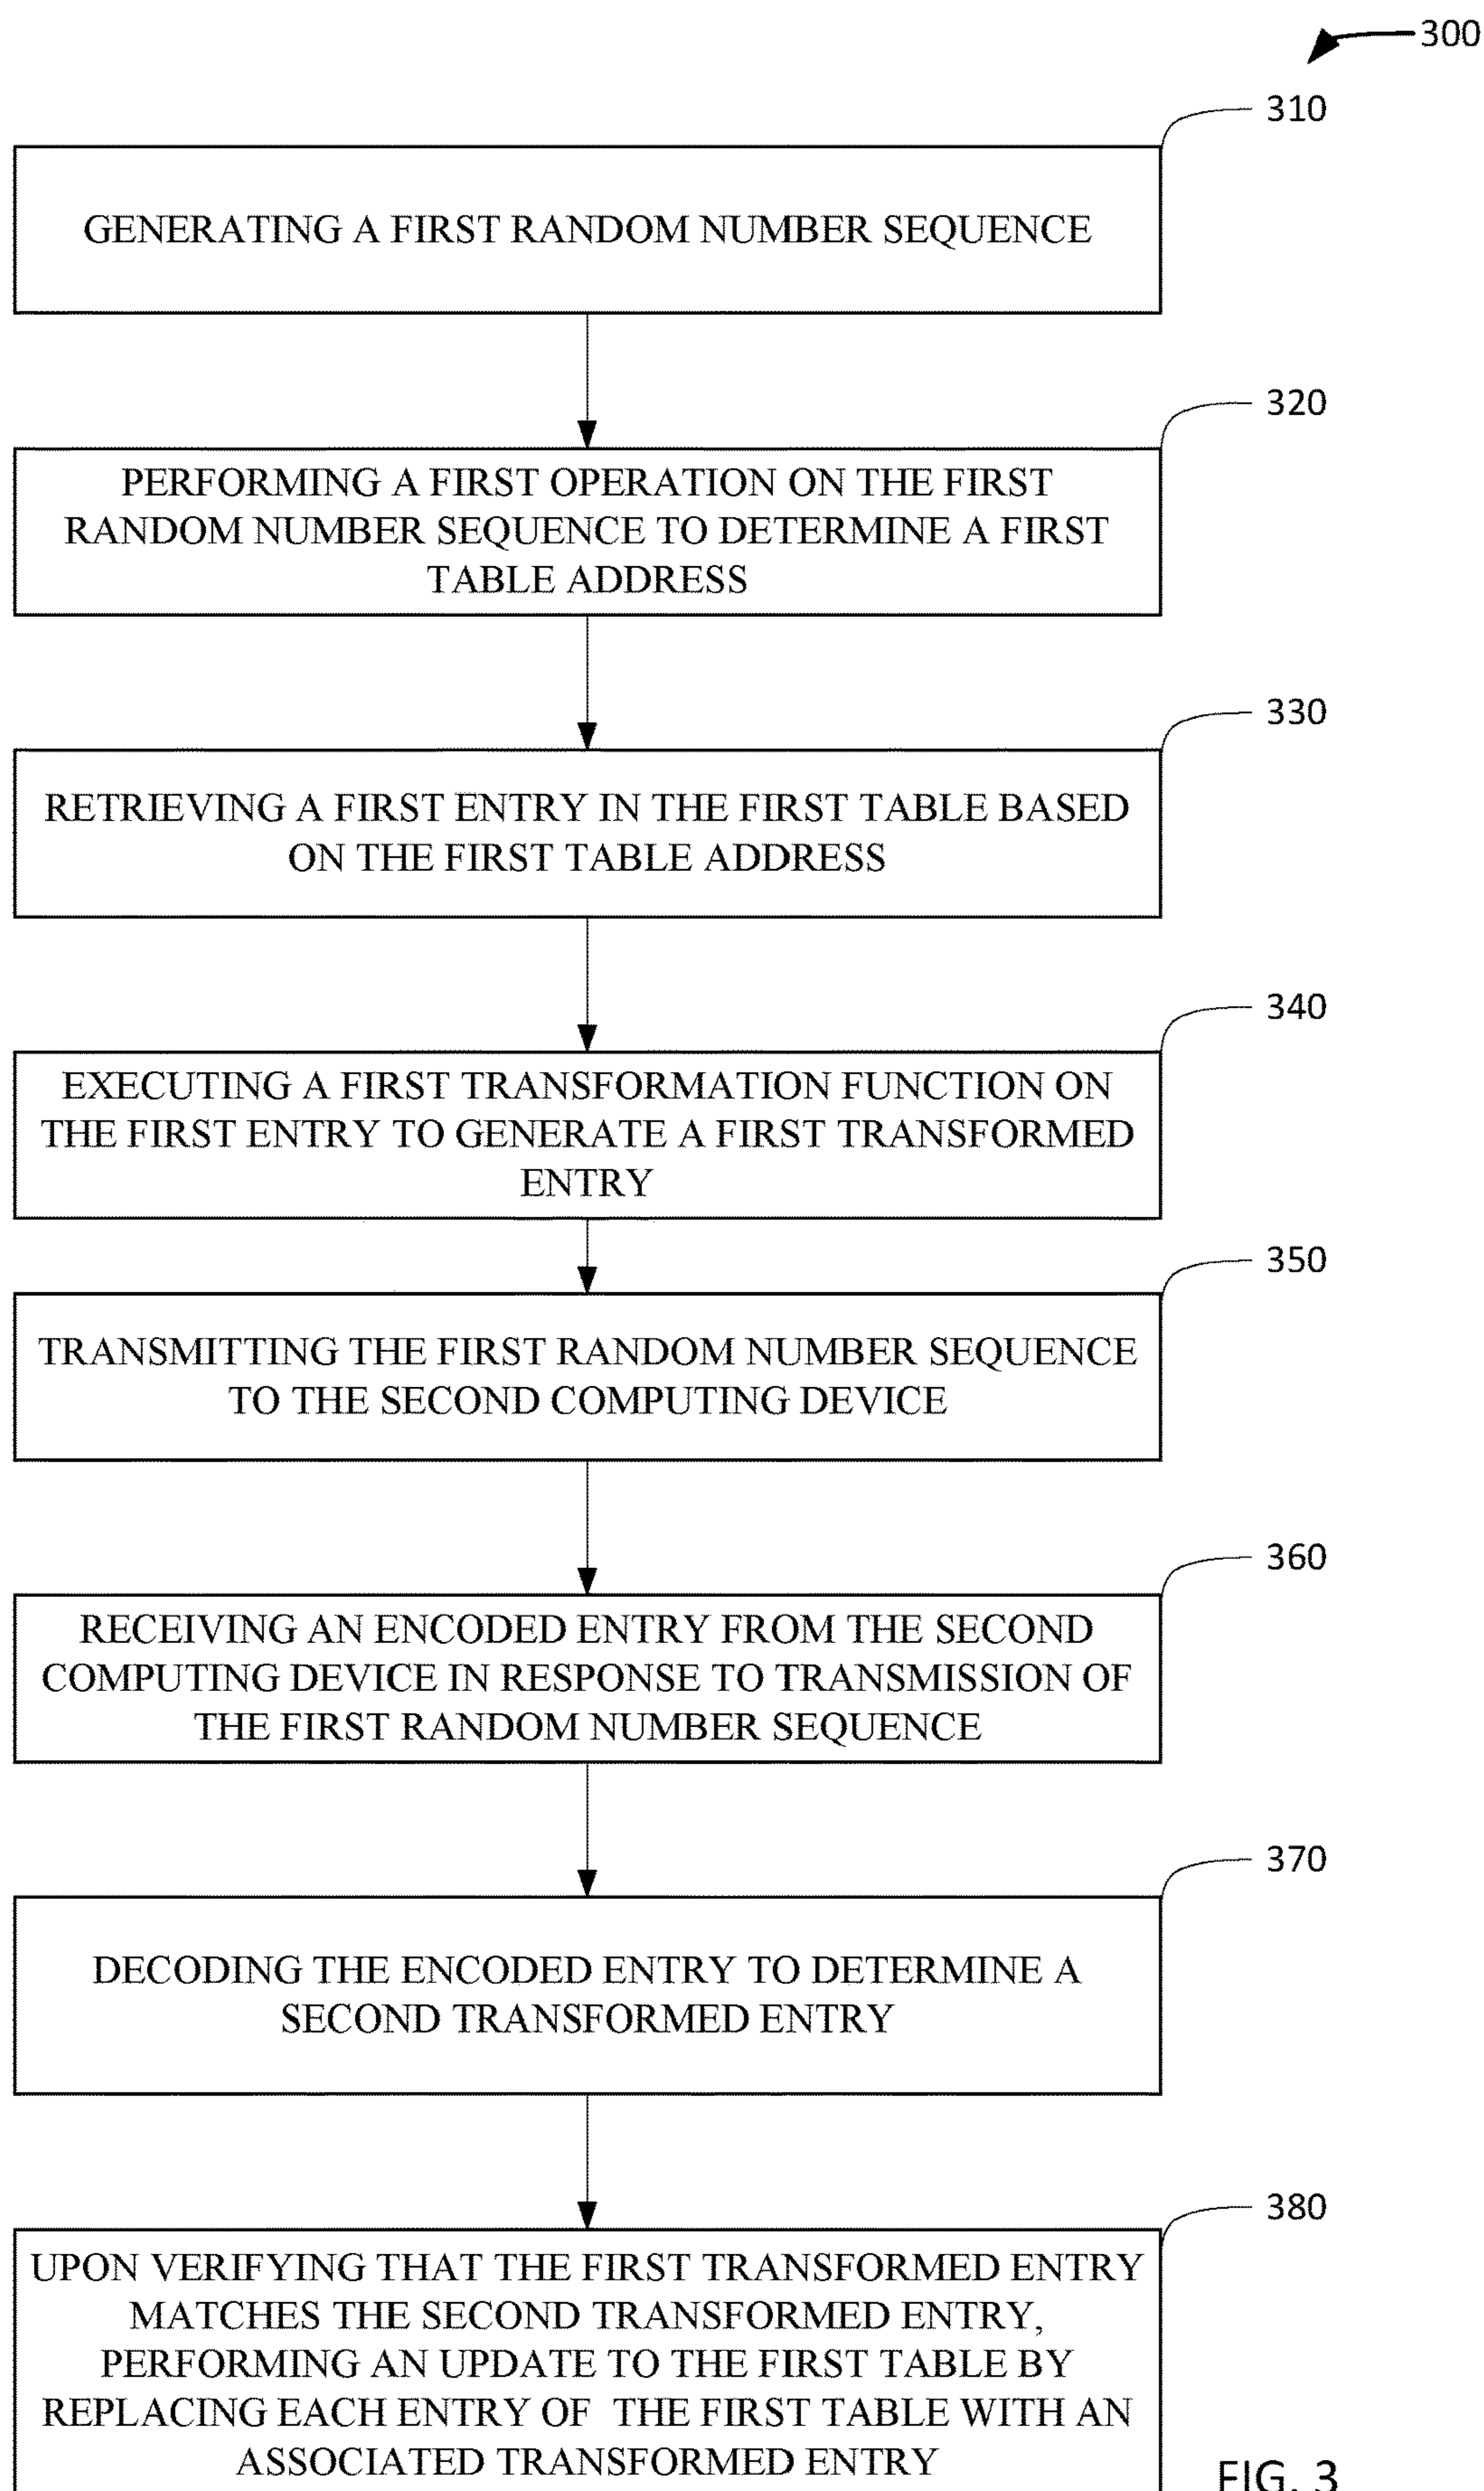 300
310
GENERATING A FIRST RANDOM NUMBER SEQUENCE
320
PERFORMING A FIRST OPERATION ON THE FIRST
RANDOM NUMBER SEQUENCE TO DETERMINE A FIRST
TABLE ADDRESS
330
RETRIEVING A FIRST ENTRY IN THE FIRST TABLE BASED
ON THE FIRST TABLE ADDRESS
340
EXECUTING A FIRST TRANSFORMATION FUNCTION ON
THE FIRST ENTRY TO GENERATE A FIRST TRANSFORMED
ENTRY
350
TRANSMITTING THE FIRST RANDOM NUMBER SEQUENCE
TO THE SECOND COMPUTING DEVICE
360
RECEIVING AN ENCODED ENTRY FROM THE SECOND
COMPUTING DEVICE IN RESPONSE TO TRANSMISSION OF
THE FIRST RANDOM NUMBER SEQUENCE
370
DECODING THE ENCODED ENTRY TO DETERMINE A
SECOND TRANSFORMED ENTRY
380
UPON VERIFYING THAT THE FIRST TRANSFORMED ENTRY
MATCHES THE SECOND TRANSFORMED ENTRY,
PERFORMING AN UPDATE TO THE FIRST TABLE BY
REPLACING EACH ENTRY OF THE FIRST TABLE WITH AN
ASSOCIATED TRANSFORMED ENTRY
FIG. 3